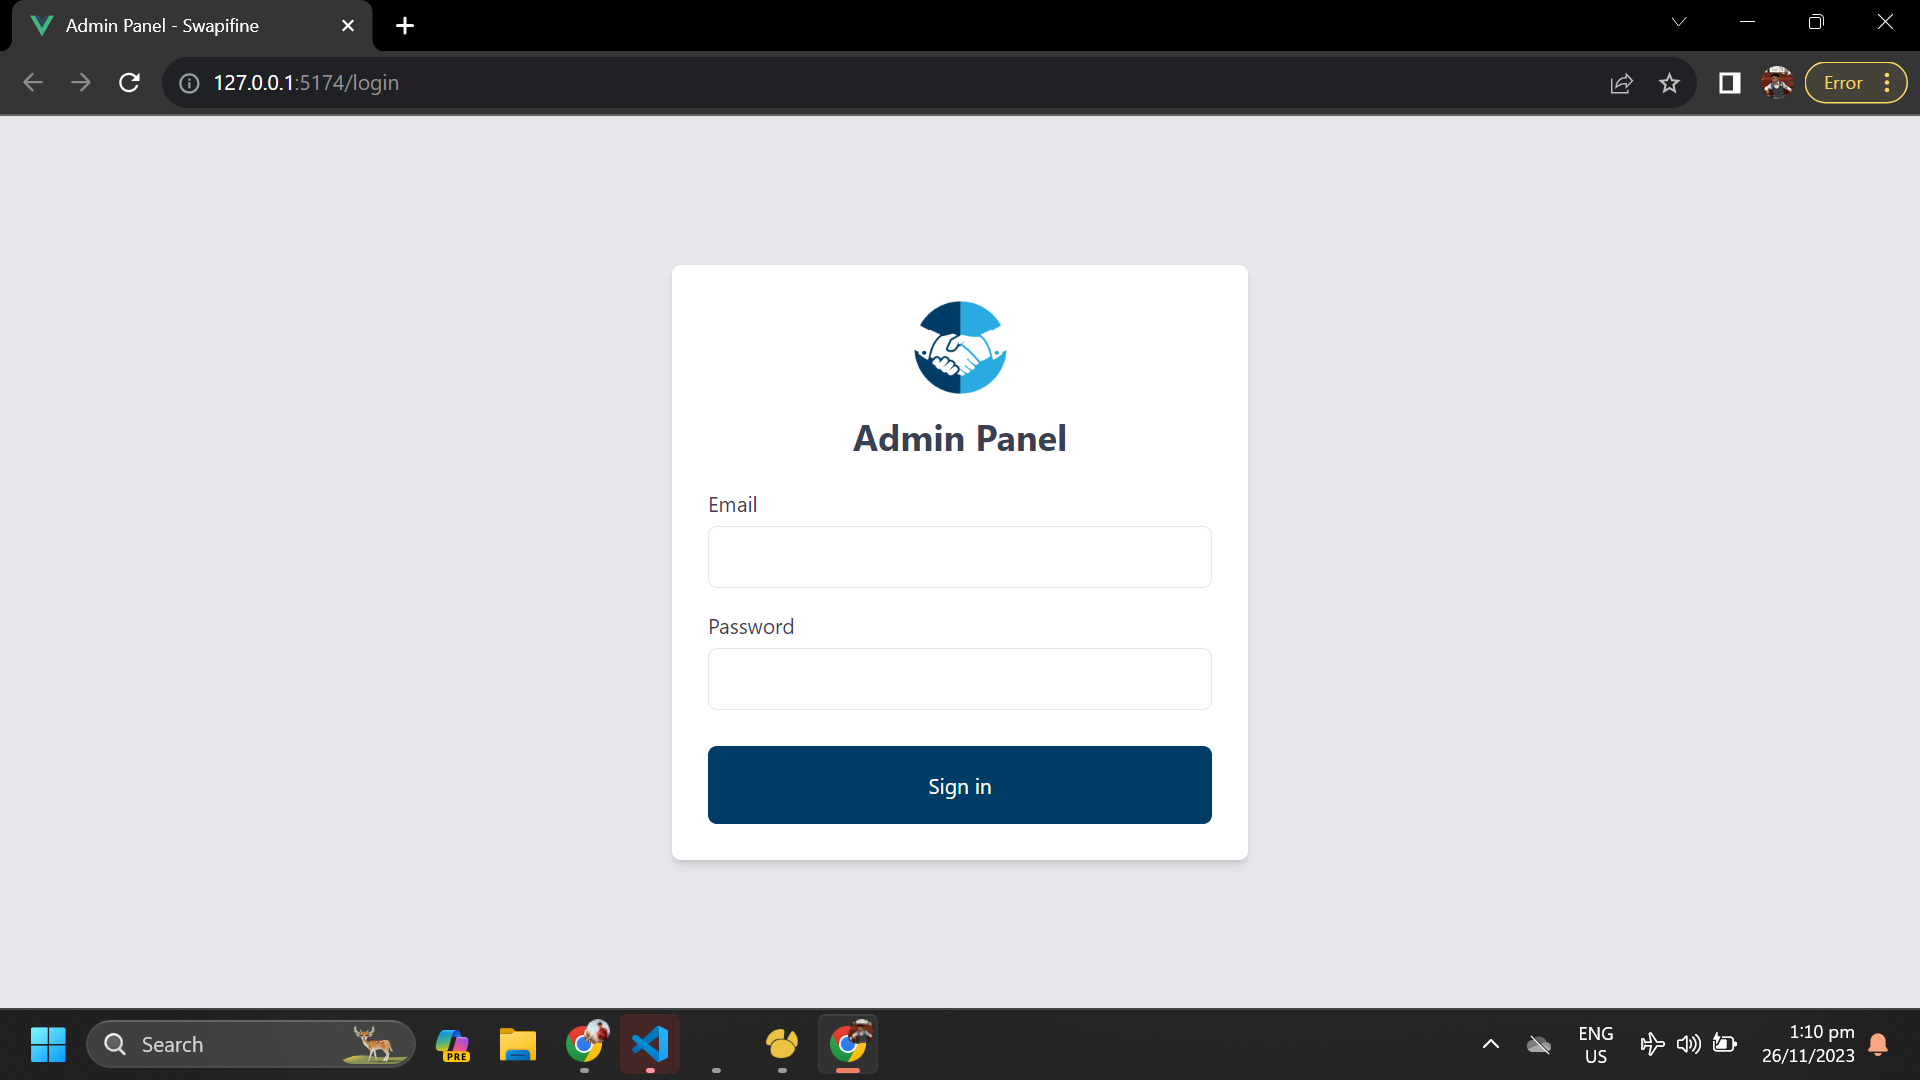 Admin Panel - Swapifine
127.0.0.1:5174/login
Error
Admin Panel
Email
Password
Sign in
Search
PRE
ENG
US
1:10 pm
26/11/2023